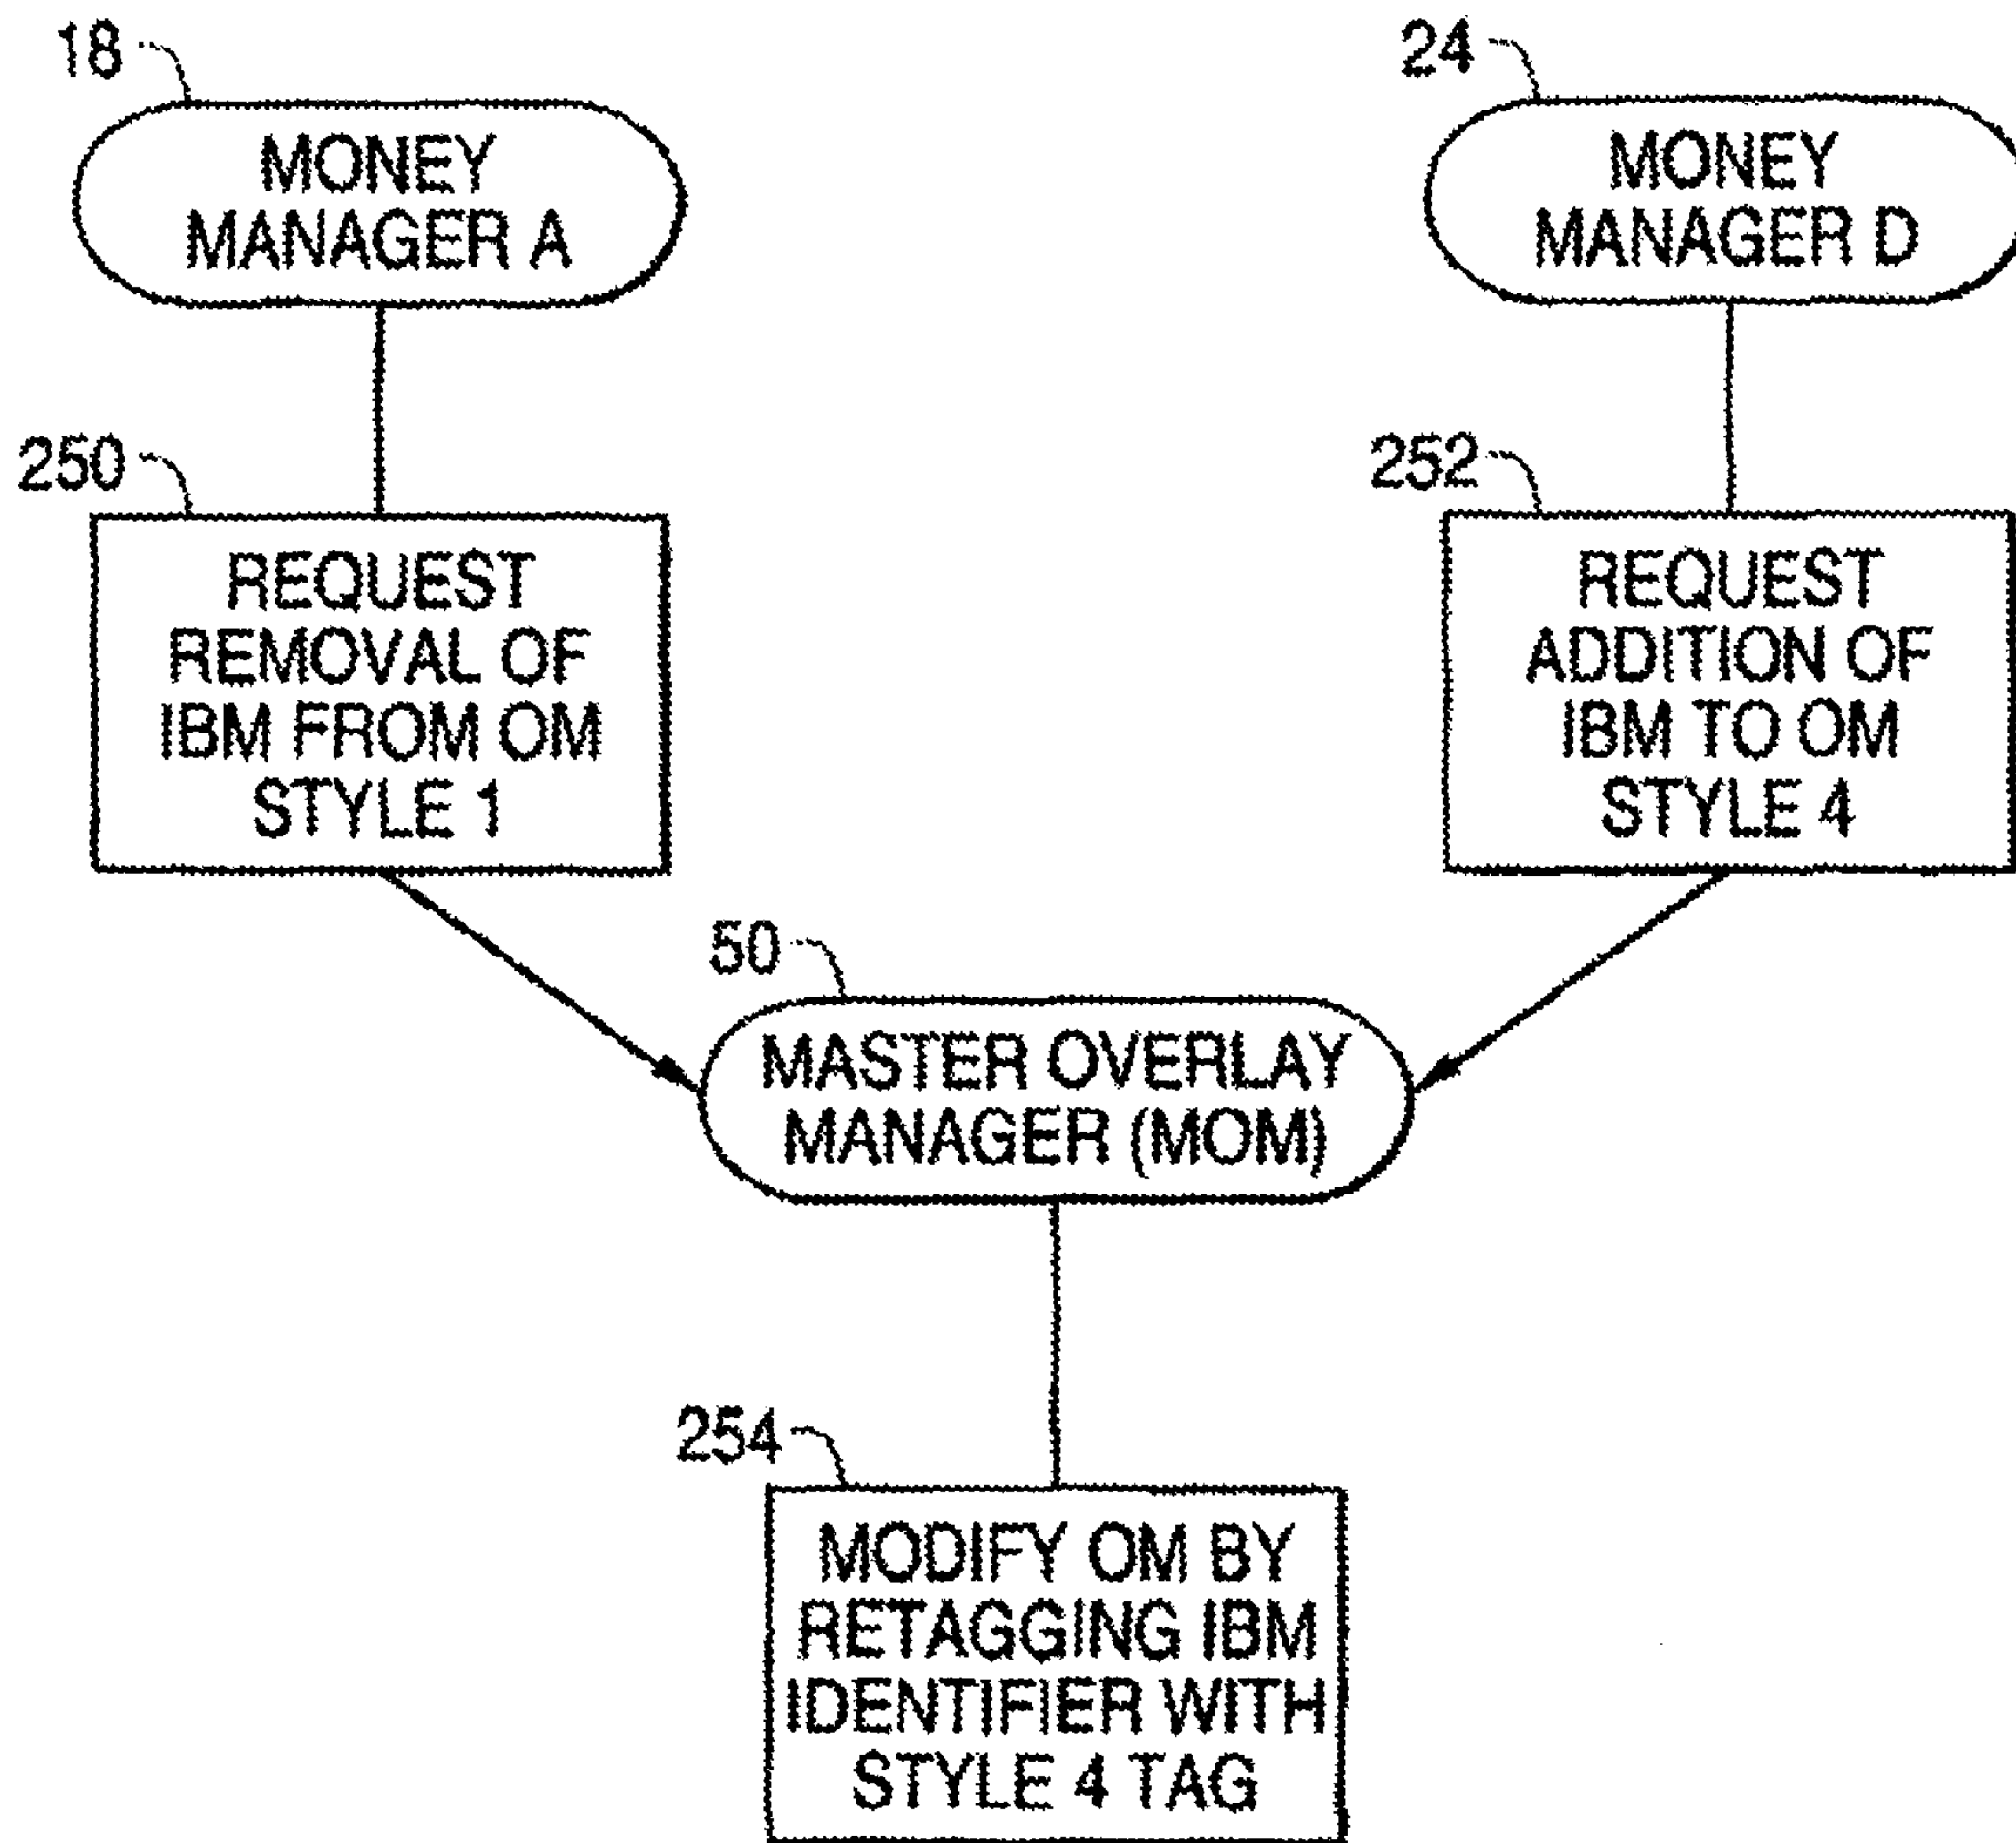 18
MONEY
MANAGER A
24
MONEY
MANAGER D
250
REQUEST
REMOVAL OF
IBM FROM OM
STYLE 1
252
REQUEST
ADDITION OF
IBM TO OM
STYLE 4
50
MASTER OVERLAY
MANAGER (MOM)
254
MODIFY OM BY
RETAGGING IBM
IDENTIFIER WITH
STYLE 4 TAG